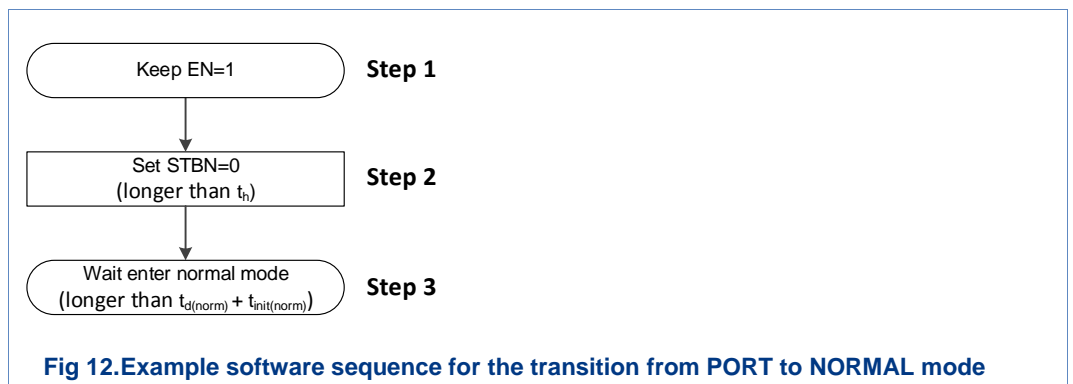 Keep EN=1 Step 1
Set STBN=0
(longer than th) Step 2
Wait enter normal mode
(longer than td(norm) + tinit(norm)) Step 3
Fig 12.Example software sequence for the transition from PORT to NORMAL mode